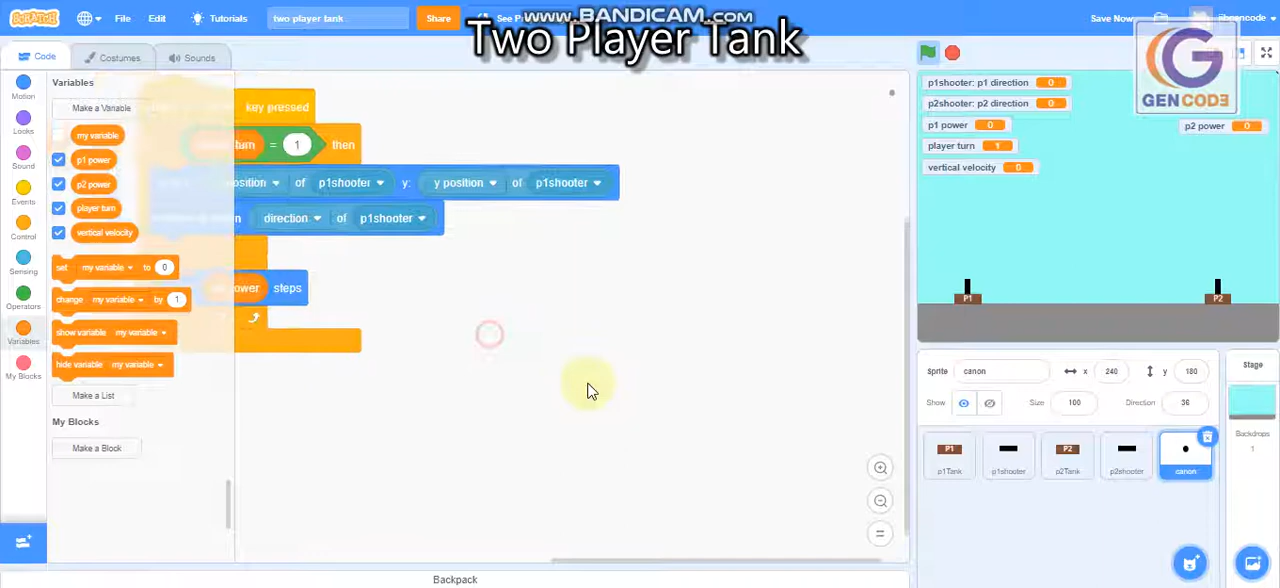 www.BANDICAM.com
SCRATCH
File
Edit
Tutorials
two player tank
Share
Save Now
Two Player Tank
Code
Costumes
Sounds
Motion
Looks
Sound
Events
Control
Sensing
Operators
Variables
My Blocks
Variables
Make a Variable
my variable
p1 power
p2 power
player turn
vertical velocity
set my variable to 0
change my variable by 1
show variable my variable
hide variable my variable
Make a List
My Blocks
Make a Block
key pressed
= 1 then
p1shooter y: y position of p1shooter
direction of p1shooter
steps
p1shooter: p1 direction 0
p2shooter: p2 direction 0
p1 power 0
p2 power 0
player turn 1
vertical velocity 0
GENCODE
P1
P2
Sprite canon x 240 y 180
Show Size 100 Direction 36
P1
p1Tank
p1shooter
P2
p2Tank
p2shooter
canon
Stage
Backdrops
1
Backpack